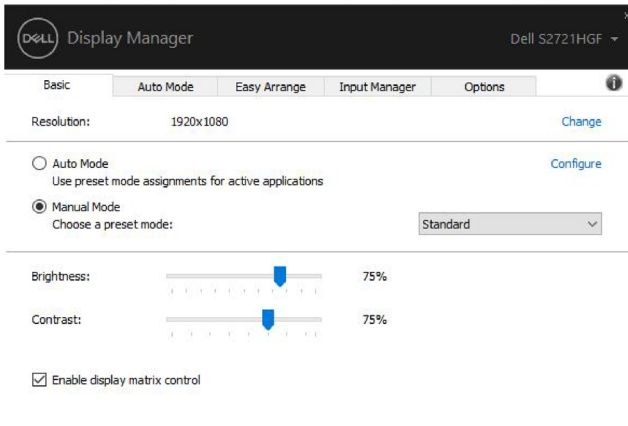 DELL Display Manager
Dell S2721HGF
Basic Auto Mode Easy Arrange Input Manager Options
Resolution: 1920x1080 Change
Auto Mode Configure
Use preset mode assignments for active applications
Manual Mode
Choose a preset mode: Standard
Brightness: 75%
Contrast: 75%
Enable display matrix control